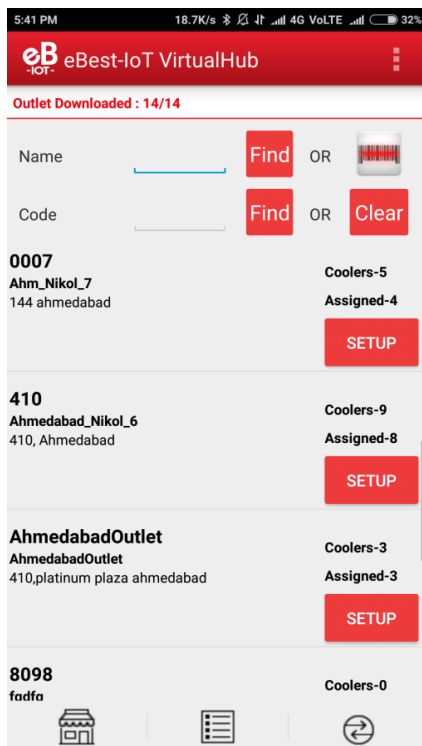 5:41 PM 18.7K/s 4G VoLTE 32%
eB -IOT- eBest-IoT VirtualHub
Outlet Downloaded : 14/14
Name Find OR
Code Find OR Clear
0007
Coolers-5
Ahm_Nikol_7
144 ahmedabad
Assigned-4
SETUP
410
Coolers-9
Ahmedabad_Nikol_6
410, Ahmedabad
Assigned-8
SETUP
AhmedabadOutlet
Coolers-3
AhmedabadOutlet
410,platinum plaza ahmedabad
Assigned-3
SETUP
8098
Coolers-0
fadfa